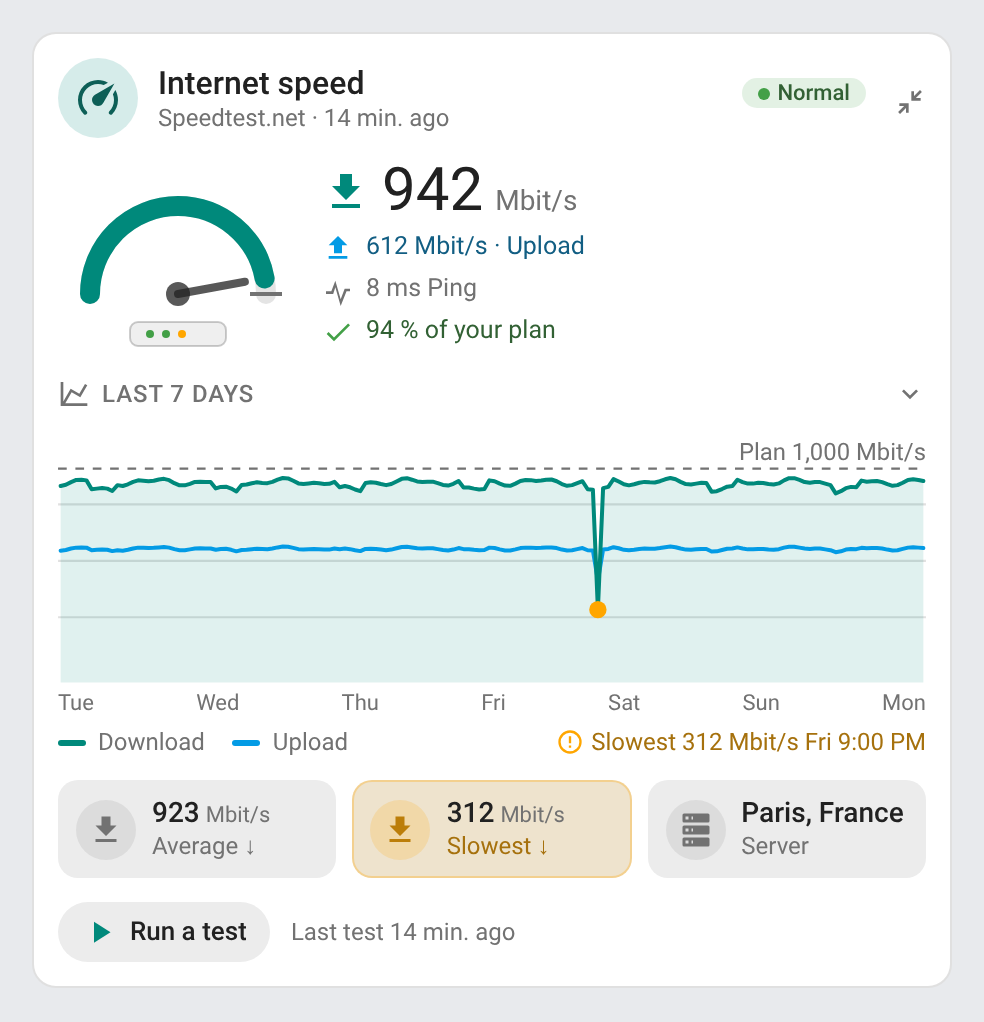 Internet speed
Speedtest.net · 14 min. ago
Normal
942 Mbit/s
612 Mbit/s · Upload
8 ms Ping
94 % of your plan
LAST 7 DAYS
Plan 1,000 Mbit/s
Tue Wed Thu Fri Sat Sun Mon
Download Upload
Slowest 312 Mbit/s Fri 9:00 PM
923 Mbit/s
Average ↓
312 Mbit/s
Slowest ↓
Paris, France
Server
Run a test
Last test 14 min. ago